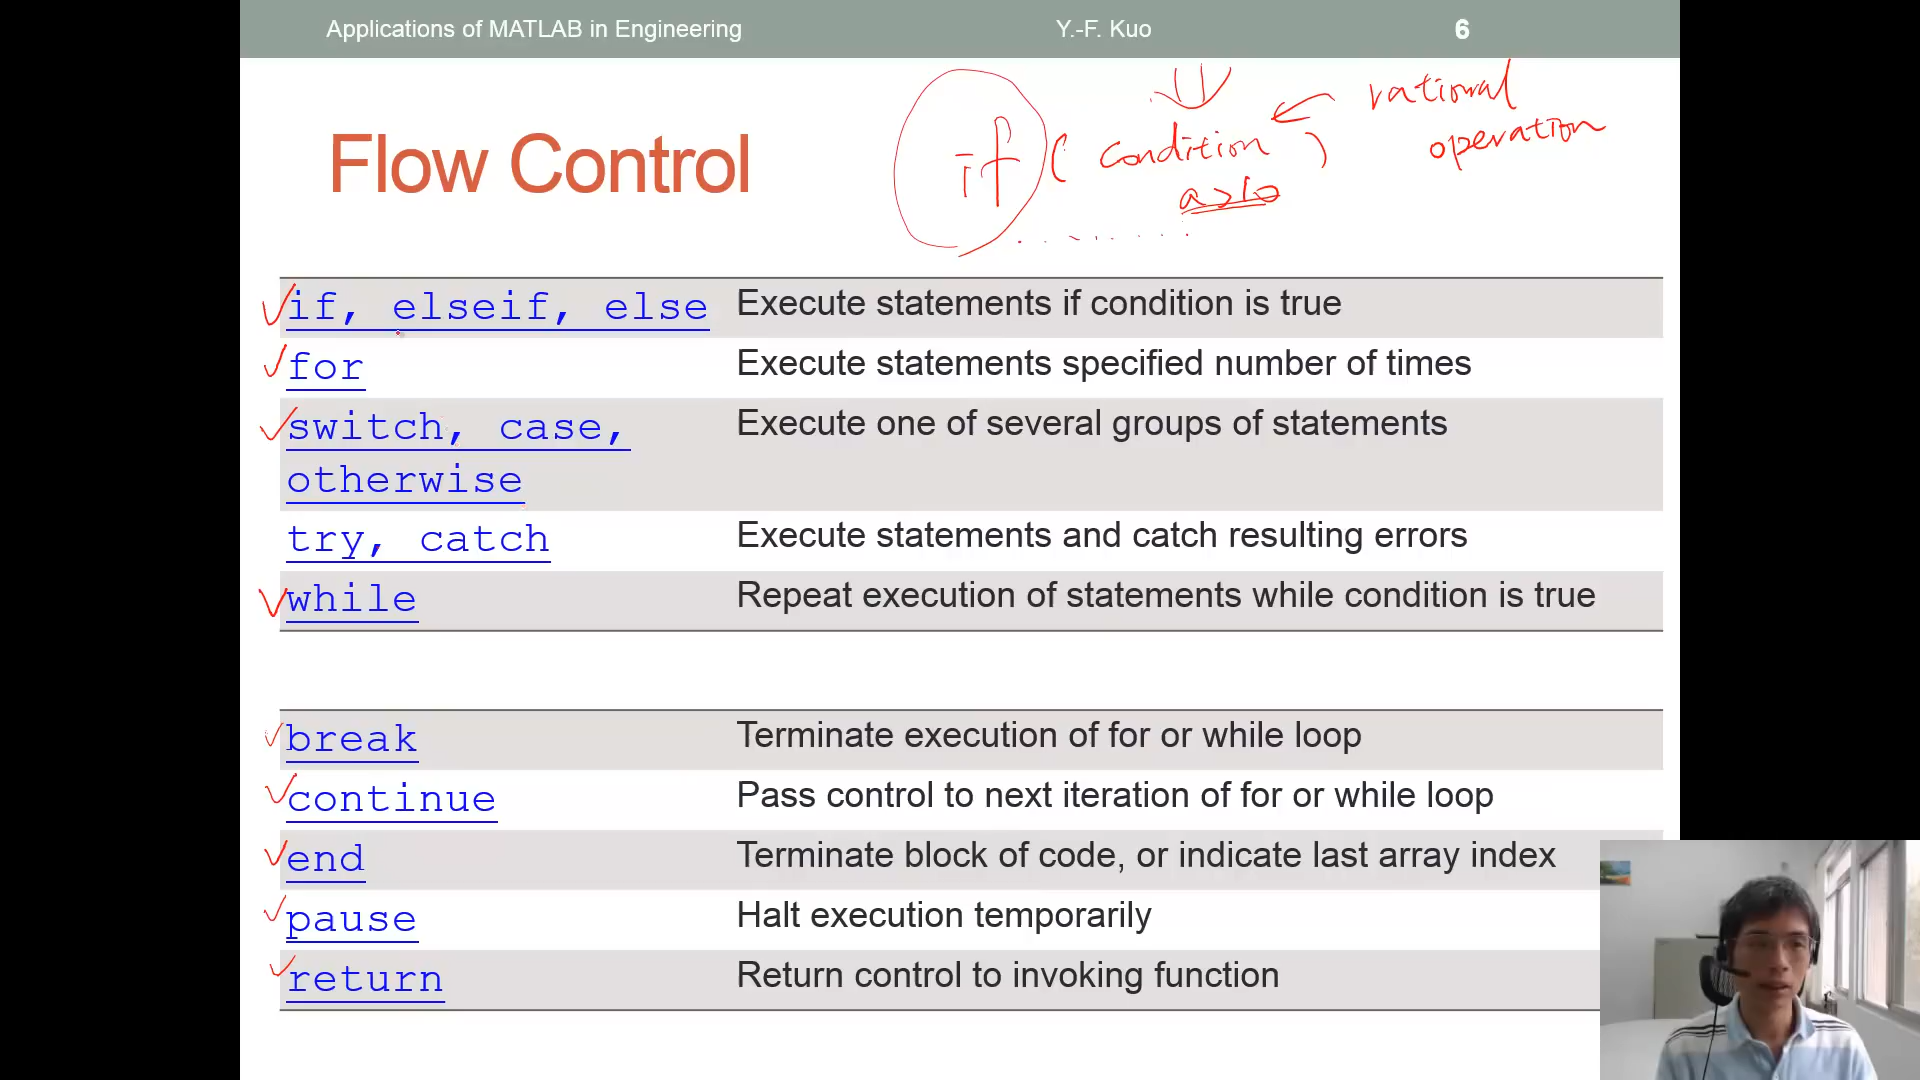 Applications of MATLAB in Engineering Y.-F. Kuo 6
rational
operation
if ( condition )
a>10
Flow Control
if, elseif, else Execute statements if condition is true
for Execute statements specified number of times
switch, case, Execute one of several groups of statements
otherwise
try, catch Execute statements and catch resulting errors
while Repeat execution of statements while condition is true
break Terminate execution of for or while loop
continue Pass control to next iteration of for or while loop
end Terminate block of code, or indicate last array index
pause Halt execution temporarily
return Return control to invoking function